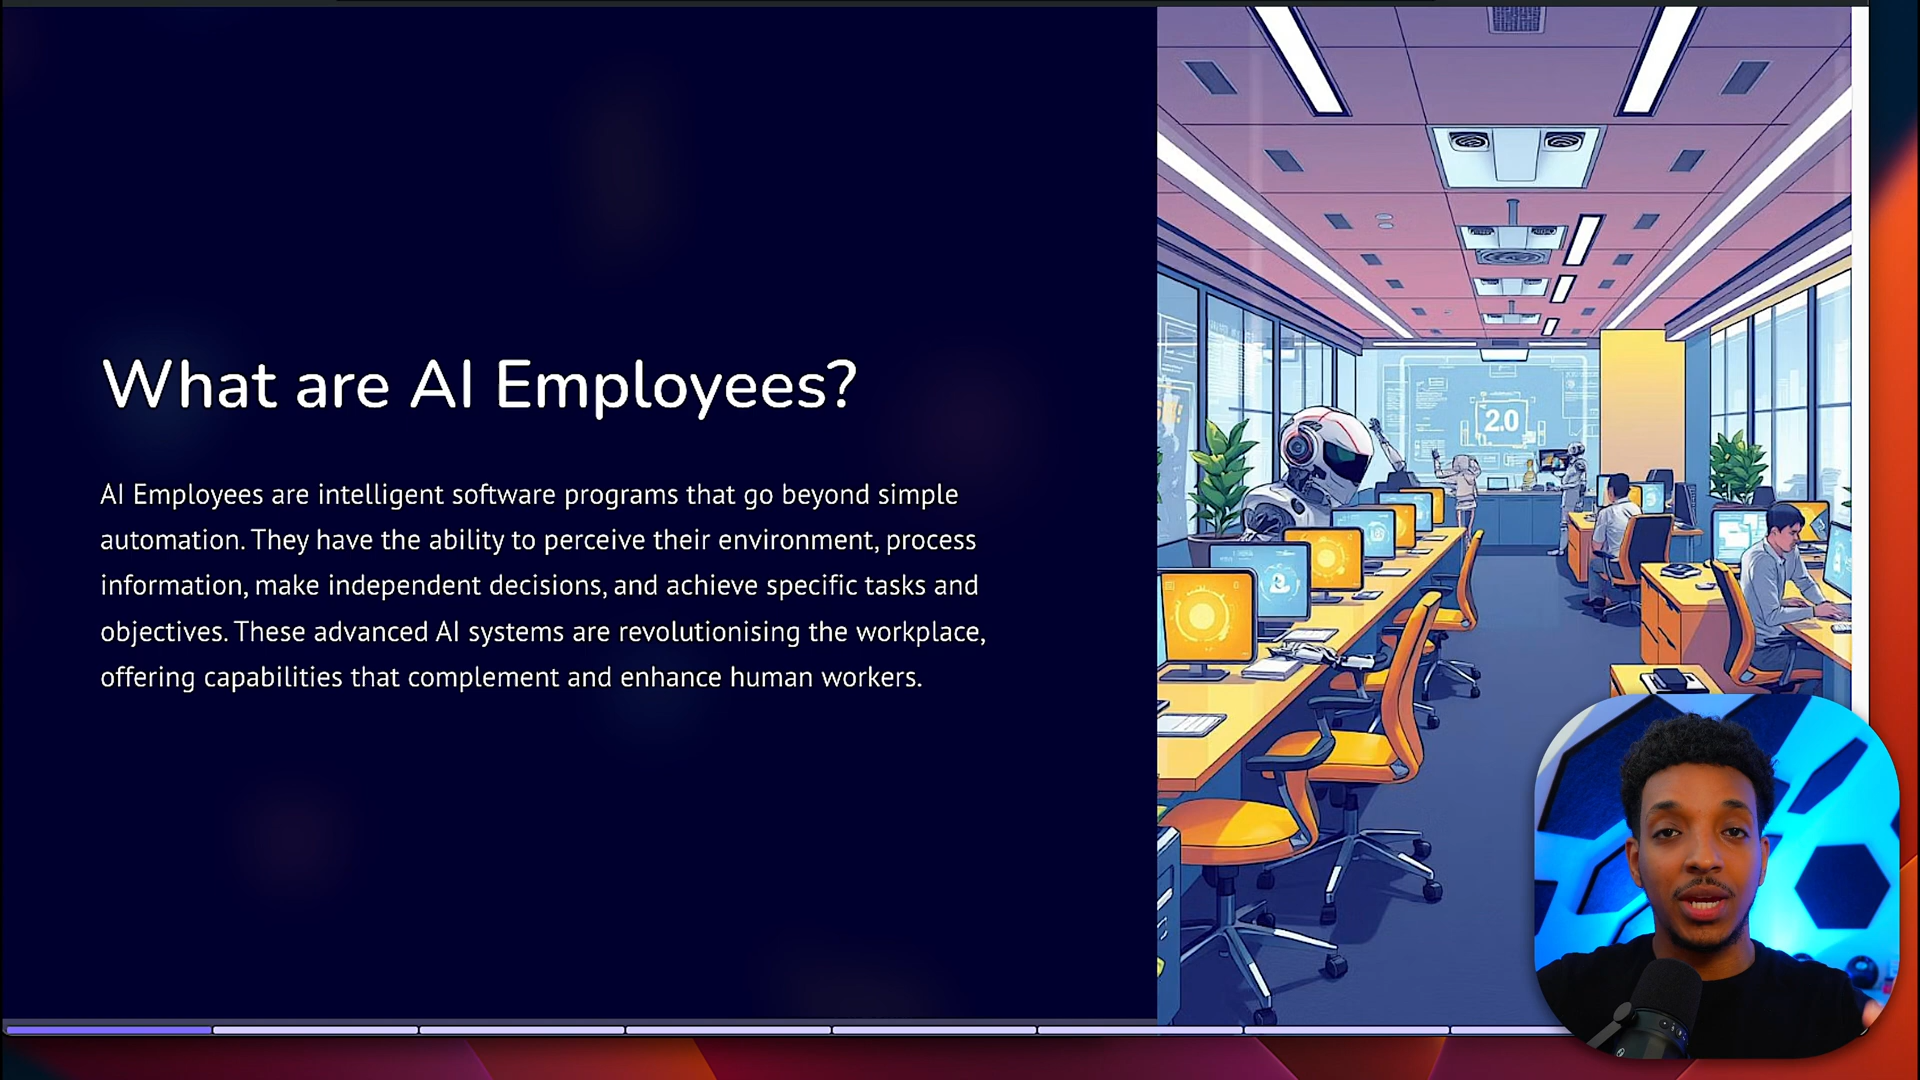 What are AI Employees?
AI Employees are intelligent software programs that go beyond simple
automation. They have the ability to perceive their environment, process
information, make independent decisions, and achieve specific tasks and
objectives. These advanced AI systems are revolutionising the workplace,
offering capabilities that complement and enhance human workers.
2.0